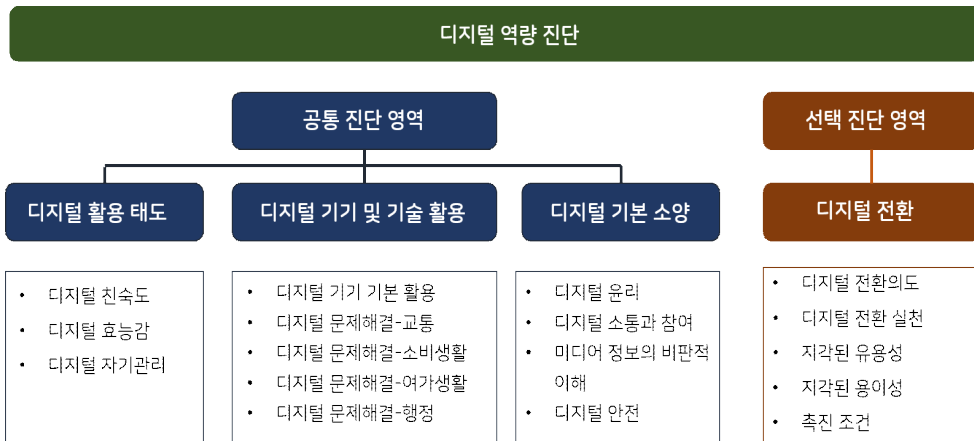 디지털 역량 진단
공통 진단 영역
선택 진단 영역
디지털 활용 태도
디지털 기기 및 기술 활용
디지털 기본 소양
디지털 전환
• 디지털 친숙도
• 디지털 효능감
• 디지털 자기관리
• 디지털 기기 기본 활용
• 디지털 문제해결-교통
• 디지털 문제해결-소비생활
• 디지털 문제해결-여가생활
• 디지털 문제해결-행정
• 디지털 윤리
• 디지털 소통과 참여
• 미디어 정보의 비판적
이해
• 디지털 안전
• 디지털 전환의도
• 디지털 전환 실천
• 지각된 유용성
• 지각된 용이성
• 촉진 조건